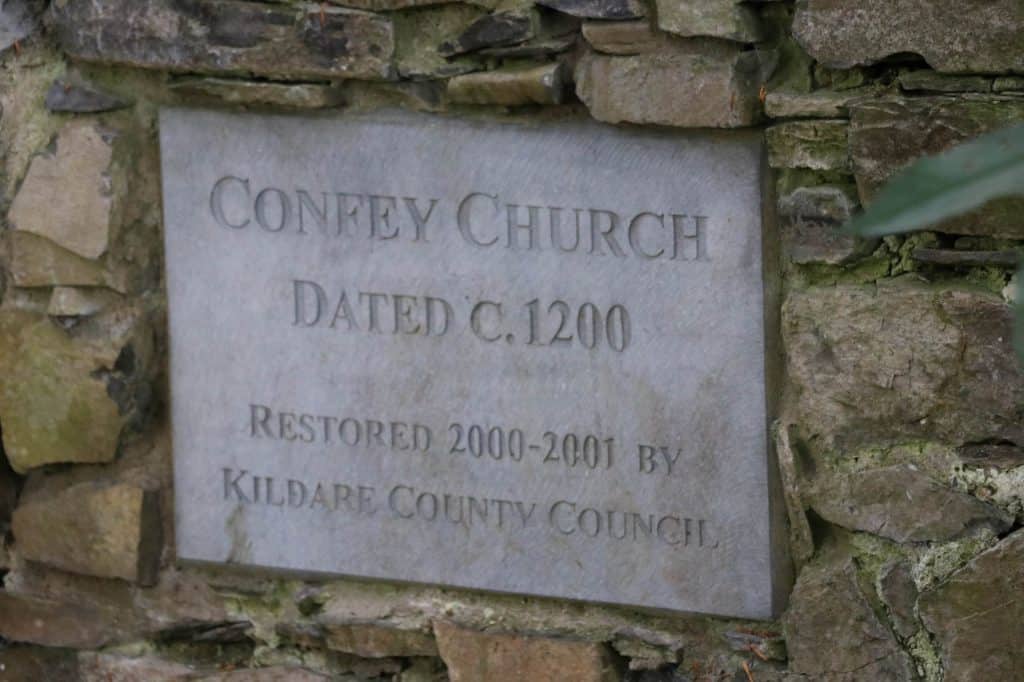 CONFEY CHURCH
DATED C.1200
RESTORED 2000-2001 BY
KILDARE COUNTY COUNCIL